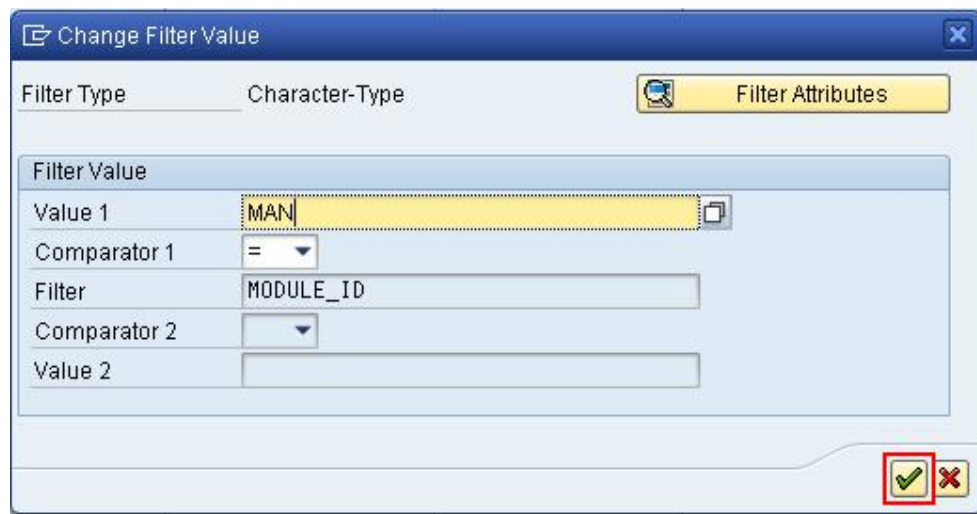 Change Filter Value
Filter Type Character-Type Filter Attributes
Filter Value
Value 1 MAN
Comparator 1 =
Filter MODULE_ID
Comparator 2
Value 2